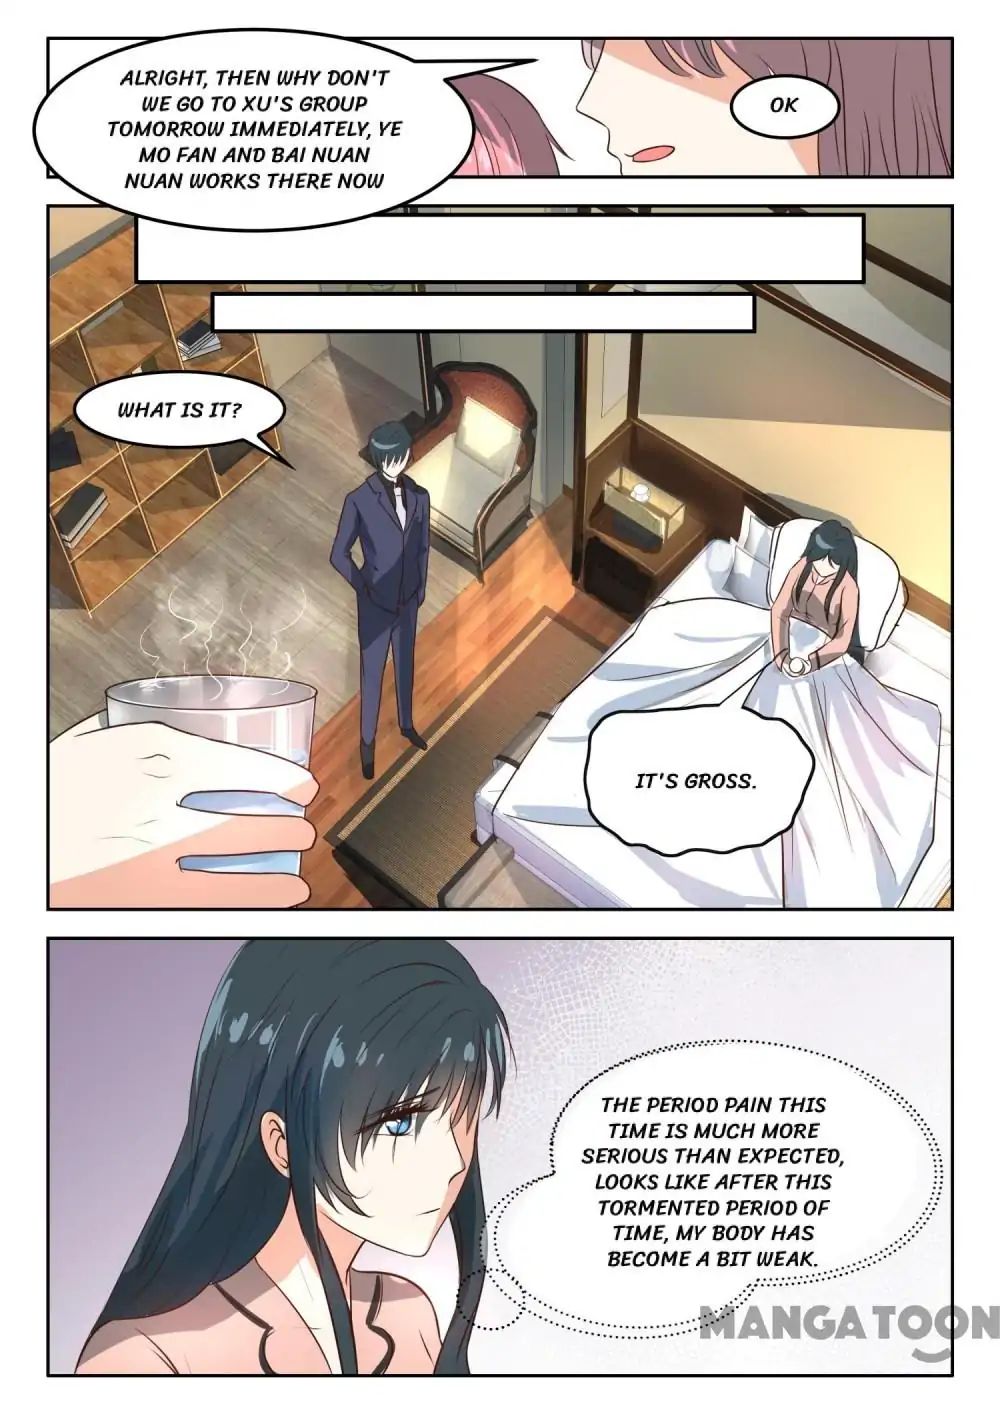 ALRIGHT, THEN WHY DON'T
WE GO TO XU'S GROUP
TOMORROW IMMEDIATELY, YE
MO FAN AND BAI NUAN
NUAN WORKS THERE NOW
OK
WHAT IS IT?
IT'S GROSS.
THE PERIOD PAIN THIS
TIME IS MUCH MORE
SERIOUS THAN EXPECTED,
LOOKS LIKE AFTER THIS
TORMENTED PERIOD OF
TIME, MY BODY HAS
BECOME A BIT WEAK.
MANGATOON